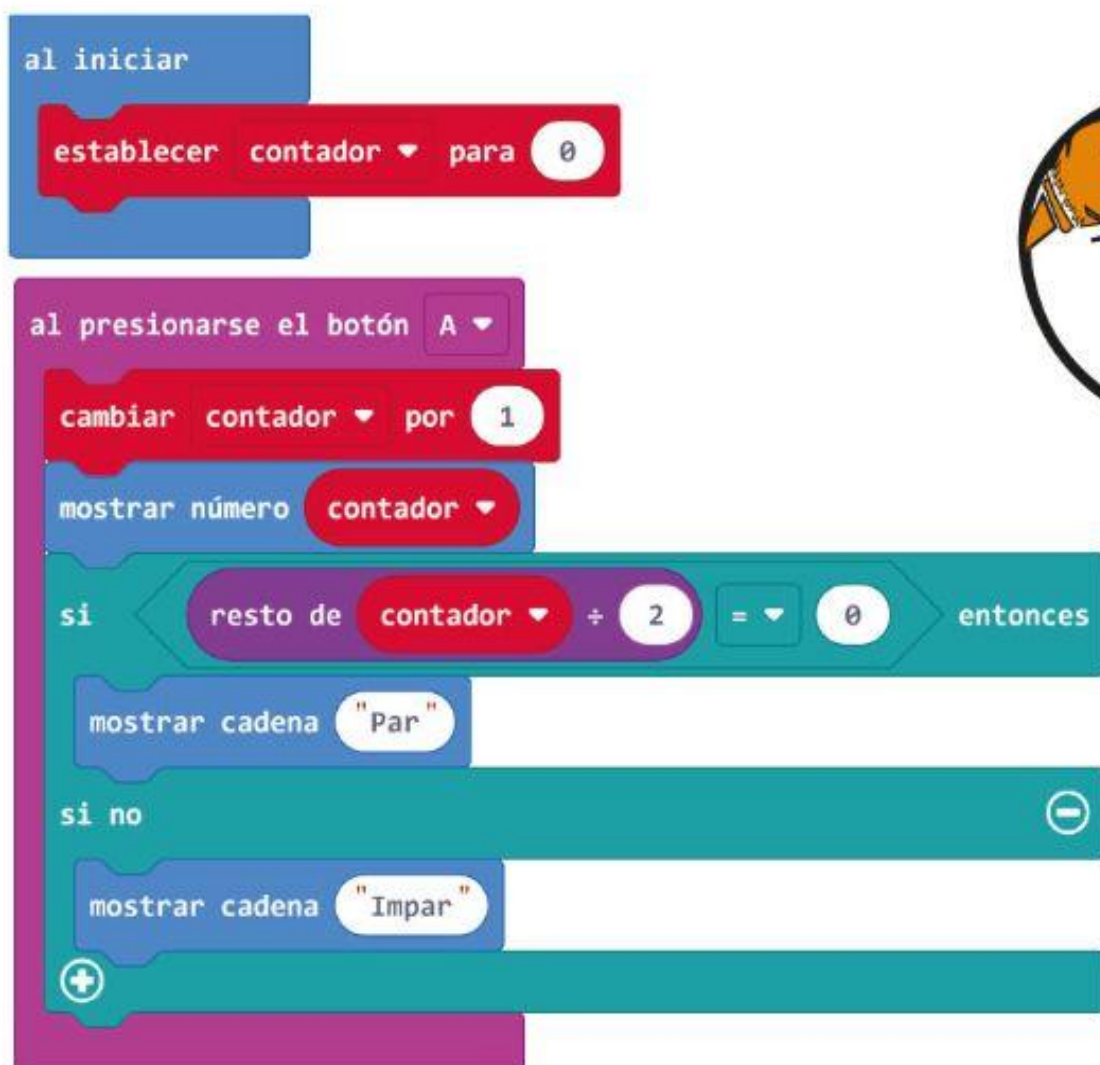 al iniciar
establecer contador para 0
al presionarse el botón A
cambiar contador por 1
mostrar número contador
si resto de contador ÷ 2 = 0 entonces
mostrar cadena "Par"
si no
mostrar cadena "Impar"